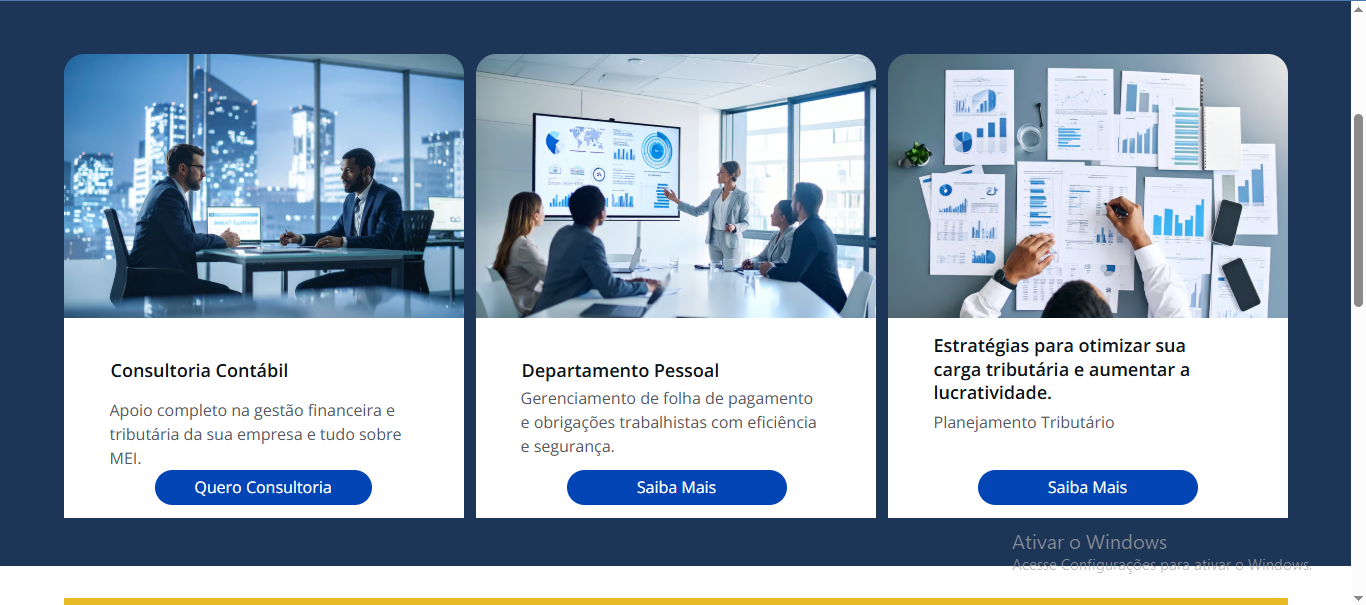 Consultoria Contábil
Apoio completo na gestão financeira e
tributária da sua empresa e tudo sobre
MEI.
Quero Consultoria
Departamento Pessoal
Gerenciamento de folha de pagamento
e obrigações trabalhistas com eficiência
e segurança.
Saiba Mais
Estratégias para otimizar sua
carga tributária e aumentar a
lucratividade.
Planejamento Tributário
Saiba Mais
Ativar o Windows
Acesse Configurações para ativar o Windows.